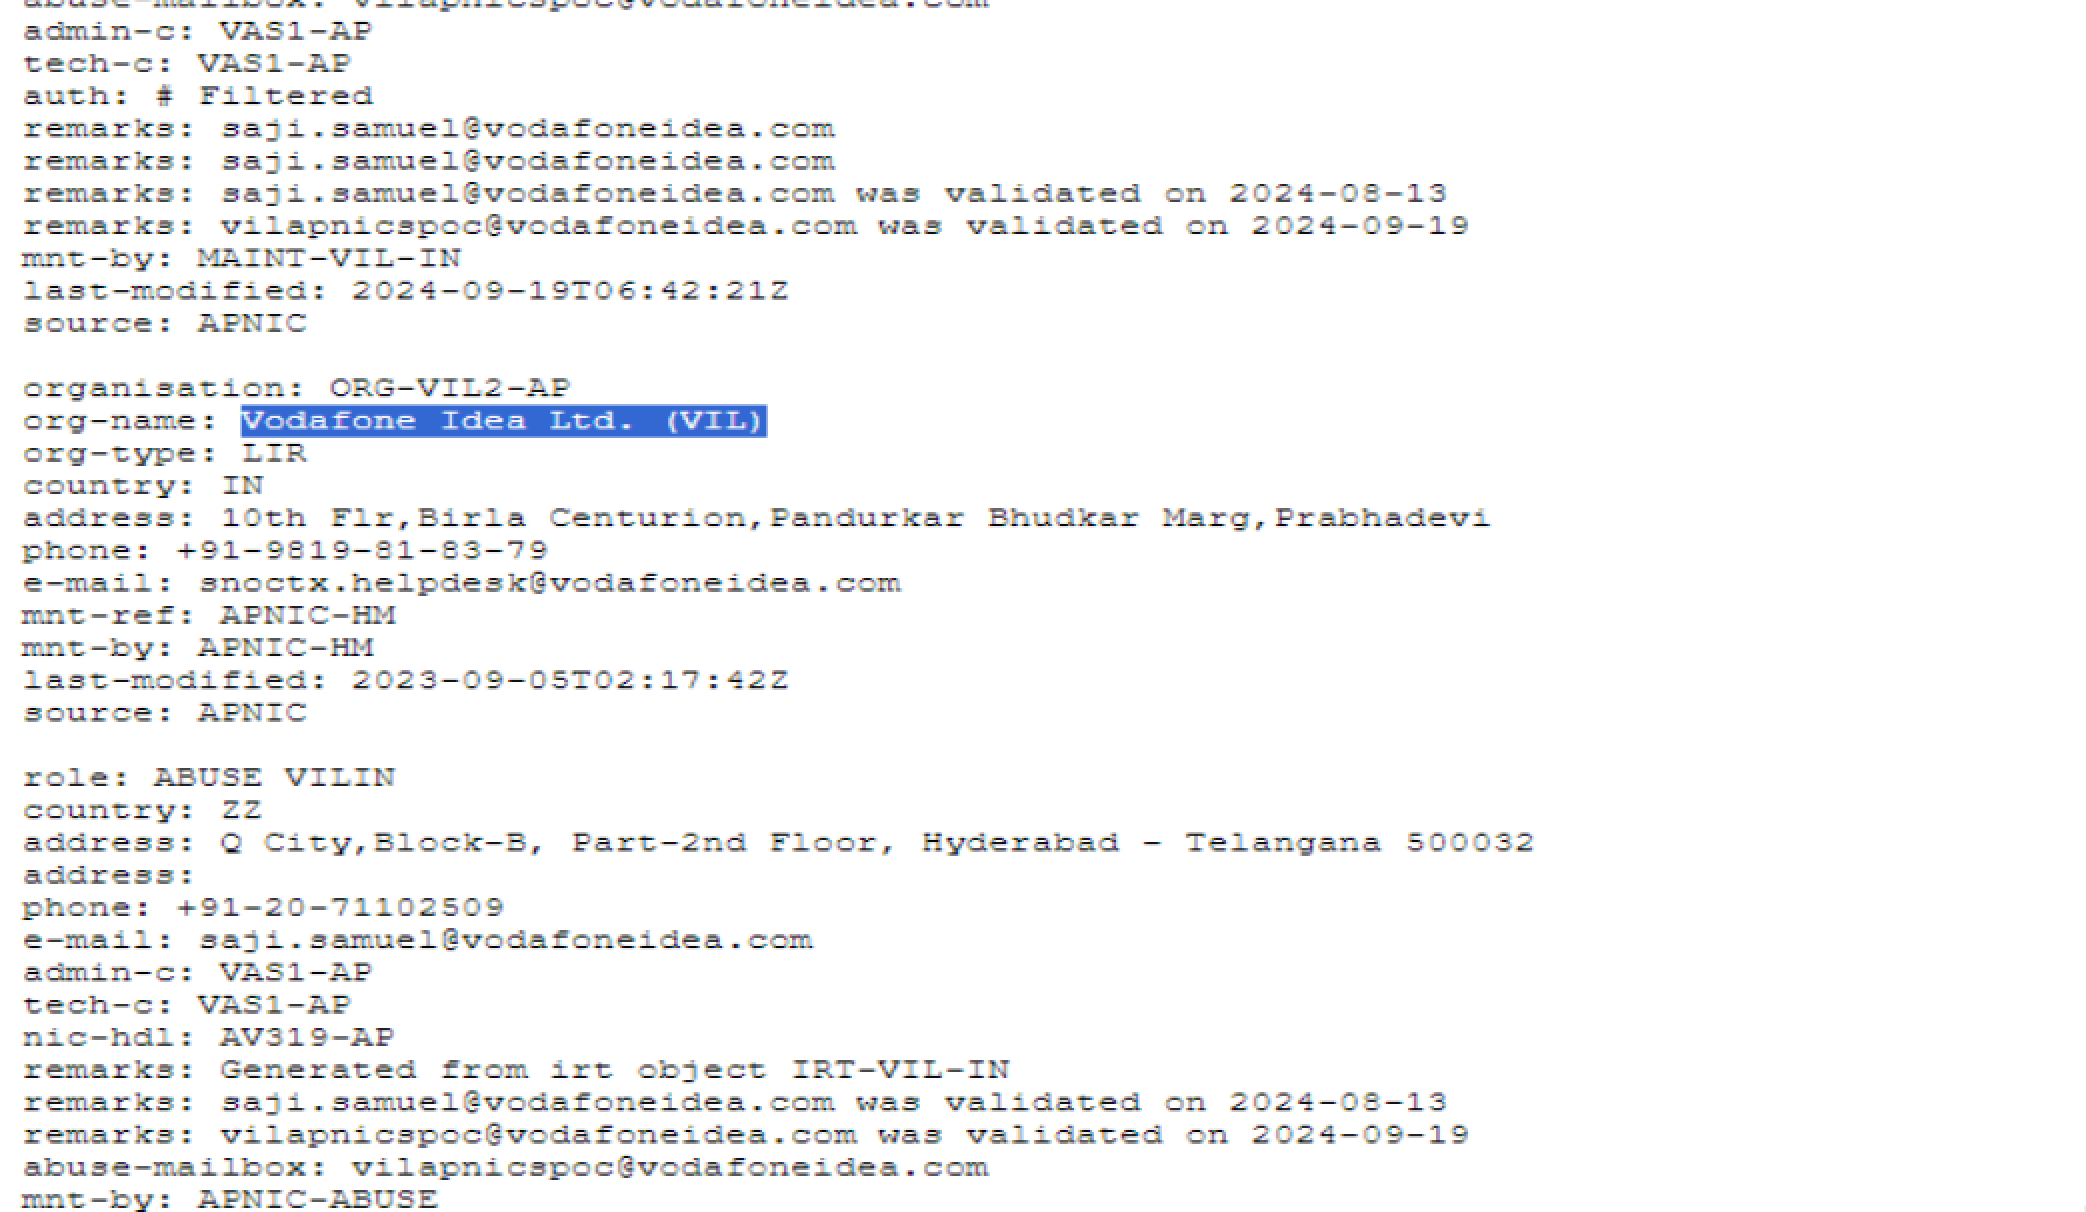 abuse-mailbox: vilapnicspoc@vodafoneidea.com
admin-c: VAS1-AP
tech-c: VAS1-AP
auth: # Filtered
remarks: saji.samuel@vodafoneidea.com
remarks: saji.samuel@vodafoneidea.com
remarks: saji.samuel@vodafoneidea.com was validated on 2024-08-13
remarks: vilapnicspoc@vodafoneidea.com was validated on 2024-09-19
mnt-by: MAINT-VIL-IN
last-modified: 2024-09-19T06:42:21Z
source: APNIC

organisation: ORG-VIL2-AP
org-name: Vodafone Idea Ltd. (VIL)
org-type: LIR
country: IN
address: 10th Flr,Birla Centurion,Pandurkar Bhudkar Marg,Prabhadevi
phone: +91-9819-81-83-79
e-mail: snoctx.helpdesk@vodafoneidea.com
mnt-ref: APNIC-HM
mnt-by: APNIC-HM
last-modified: 2023-09-05T02:17:42Z
source: APNIC

role: ABUSE VILIN
country: ZZ
address: Q City,Block-B, Part-2nd Floor, Hyderabad - Telangana 500032
address:
phone: +91-20-71102509
e-mail: saji.samuel@vodafoneidea.com
admin-c: VAS1-AP
tech-c: VAS1-AP
nic-hdl: AV319-AP
remarks: Generated from irt object IRT-VIL-IN
remarks: saji.samuel@vodafoneidea.com was validated on 2024-08-13
remarks: vilapnicspoc@vodafoneidea.com was validated on 2024-09-19
abuse-mailbox: vilapnicspoc@vodafoneidea.com
mnt-by: APNIC-ABUSE